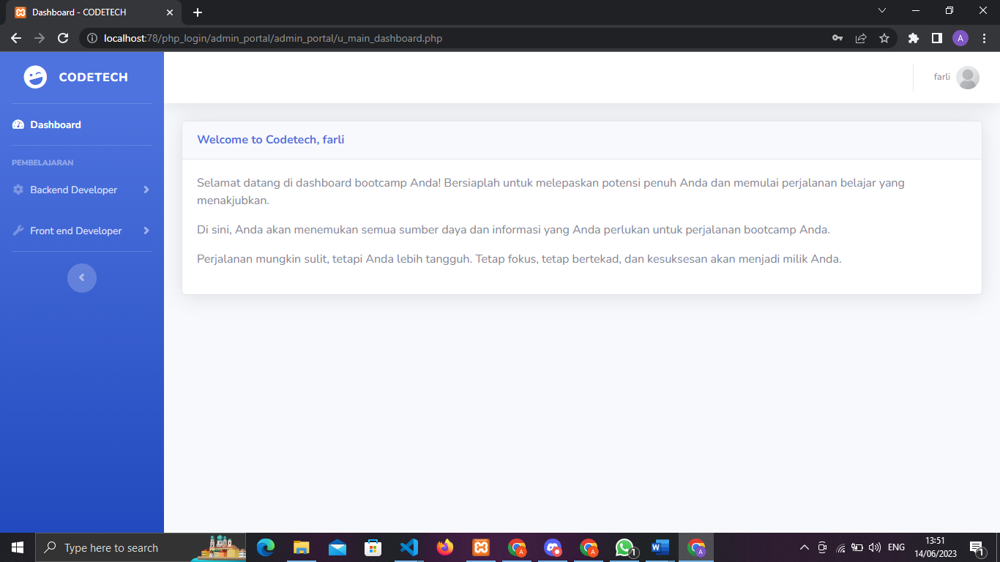 Dashboard - CODETECH
localhost:78/php_login/admin_portal/admin_portal/u_main_dashboard.php
A
CODETECH
farli
Dashboard
PEMBELAJARAN
Backend Developer
Front end Developer
Welcome to Codetech, farli
Selamat datang di dashboard bootcamp Anda! Bersiaplah untuk melepaskan potensi penuh Anda dan memulai perjalanan belajar yang
menakjubkan.
Di sini, Anda akan menemukan semua sumber daya dan informasi yang Anda perlukan untuk perjalanan bootcamp Anda.
Perjalanan mungkin sulit, tetapi Anda lebih tangguh. Tetap fokus, tetap bertekad, dan kesuksesan akan menjadi milik Anda.
Type here to search
ENG
13:51
14/06/2023